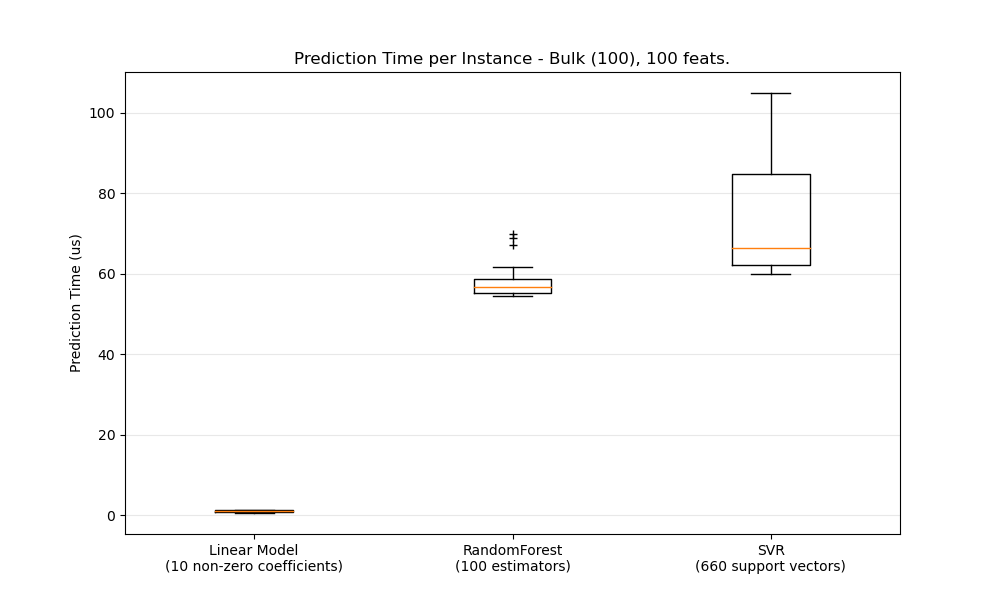 Prediction Time per Instance - Bulk (100), 100 feats.
Prediction Time (us)
100
80
60
40
20
0
Linear Model
(10 non-zero coefficients)
RandomForest
(100 estimators)
SVR
(660 support vectors)